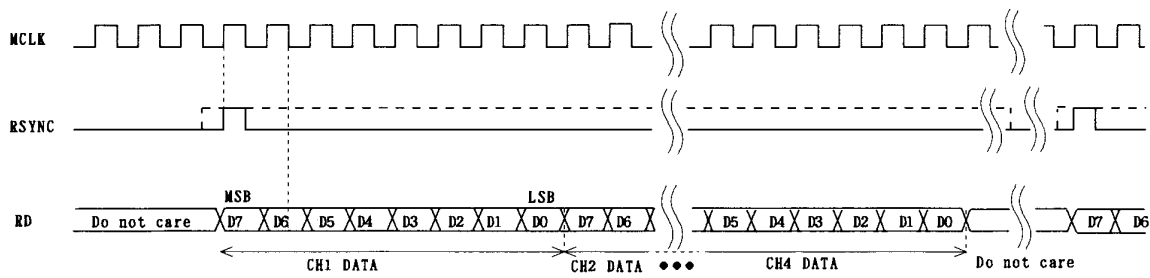 MCLK
RSYNC
MSB LSB
RD Do not care D7 D6 D5 D4 D3 D2 D1 D0 D7 D6 D5 D4 D3 D2 D1 D0 D7 D6
CH1 DATA CH2 DATA ●●● CH4 DATA Do not care